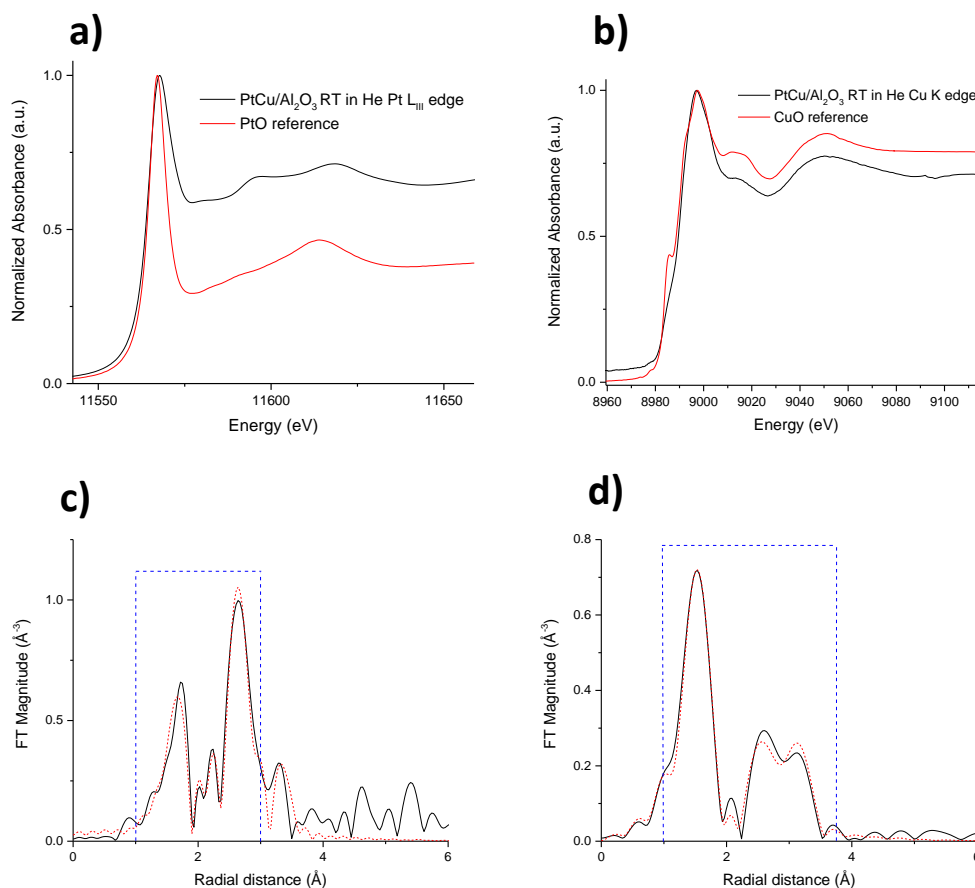 a)
PtCu/Al₂O₃ RT in He Pt L_III edge
PtO reference
Normalized Absorbance (a.u.)
1.0
0.5
0.0
11550
11600
11650
Energy (eV)
b)
PtCu/Al₂O₃ RT in He Cu K edge
CuO reference
Normalized Absorbance (a.u.)
1.0
0.5
0.0
8960
8980
9000
9020
9040
9060
9080
9100
Energy (eV)
c)
FT Magnitude (Å⁻³)
1.0
0.5
0.0
0
2
4
6
Radial distance (Å)
d)
FT Magnitude (Å⁻³)
0.8
0.6
0.4
0.2
0.0
0
2
4
6
Radial distance (Å)